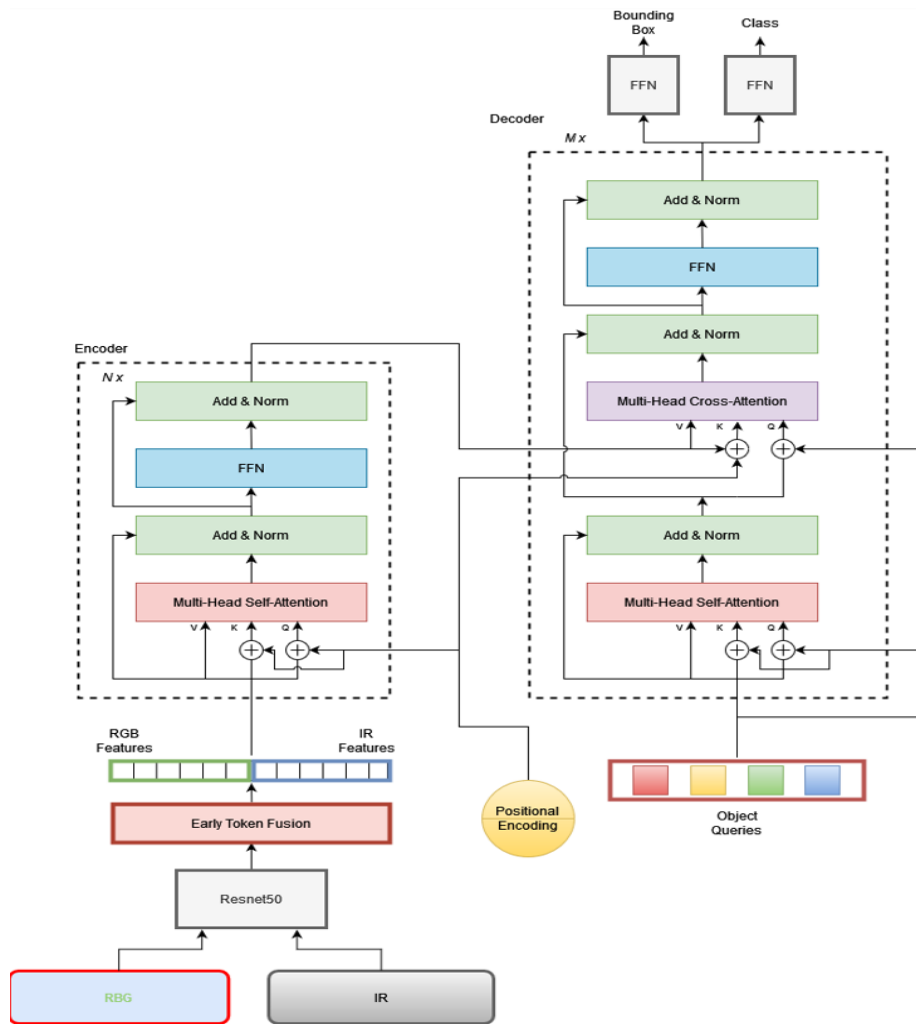 Bounding
Box
Class
FFN
FFN
Decoder
M x
Add & Norm
FFN
Add & Norm
Multi-Head Cross-Attention
V
K
Q
Add & Norm
Multi-Head Self-Attention
V
K
Q
Encoder
N x
Add & Norm
FFN
Add & Norm
Multi-Head Self-Attention
V
K
Q
RGB
Features
IR
Features
Early Token Fusion
Positional
Encoding
Object
Queries
Resnet50
RBG
IR